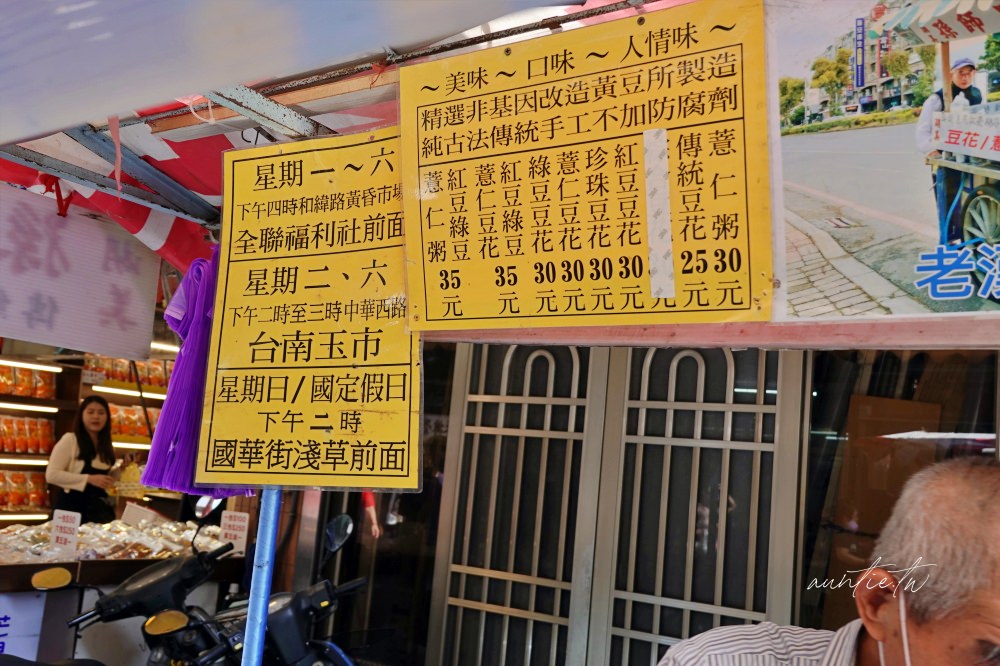 星期一～六
下午四時和緯路黃昏市場
全聯福利社前面
星期二、六
下午二時至三時中華西路
台南玉市
星期日/國定假日
下午二時
國華街淺草前面
～美味～口味～人情味～
精選非基因改造黃豆所製造
純古法傳統手工不加防腐劑
薏仁粥 30元
傳統豆花 25元
元
紅豆豆花 30元
珍珠豆花 30元
薏仁豆花 30元
綠豆豆花 30元
紅豆綠豆 35元
薏仁豆花 35元
紅豆綠豆
薏仁粥 35元
豆花/薏
老
auntie.tw